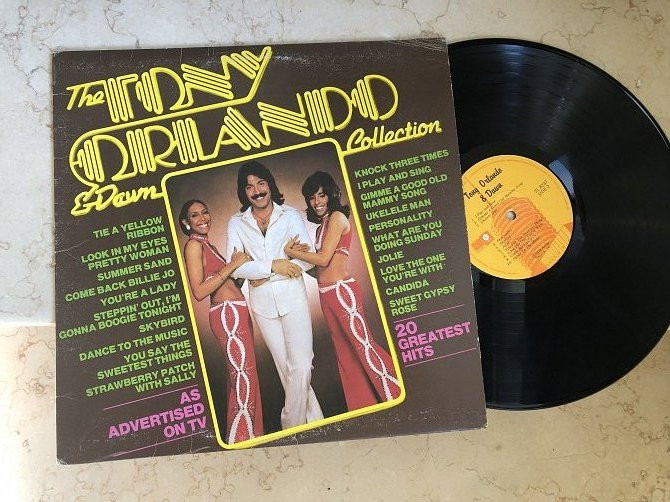 The
TONY
ORLANDO
& Dawn
Collection
TIE A YELLOW
RIBBON
LOOK IN MY EYES
PRETTY WOMAN
SUMMER SAND
COME BACK BILLIE JO
YOU'RE A LADY
STEPPIN' OUT, I'M
GONNA BOOGIE TONIGHT
SKYBIRD
DANCE TO THE MUSIC
YOU SAY THE
SWEETEST THINGS
STRAWBERRY PATCH
WITH SALLY
AS
ADVERTISED
ON TV
KNOCK THREE TIMES
I PLAY AND SING
GIMME A GOOD OLD
MAMMY SONG
UKELELE MAN
PERSONALITY
WHAT ARE YOU
DOING SUNDAY
JOLIE
LOVE THE ONE
YOU'RE WITH
CANDIDA
SWEET GYPSY
ROSE
20
GREATEST
HITS
Tony Orlando
& Dawn